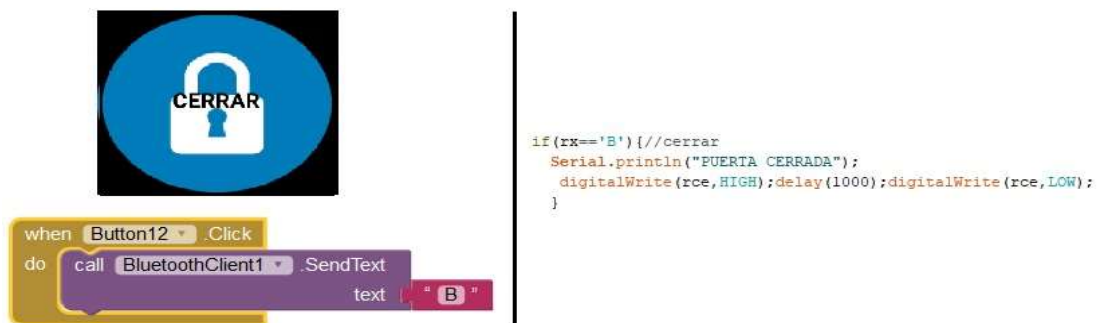 CERRAR
when Button12 .Click
do call BluetoothClient1 .SendText
text "B"
if(rx=='B'){//cerrar
Serial.println("PUERTA CERRADA");
digitalWrite(rce,HIGH);delay(1000);digitalWrite(rce,LOW);
}